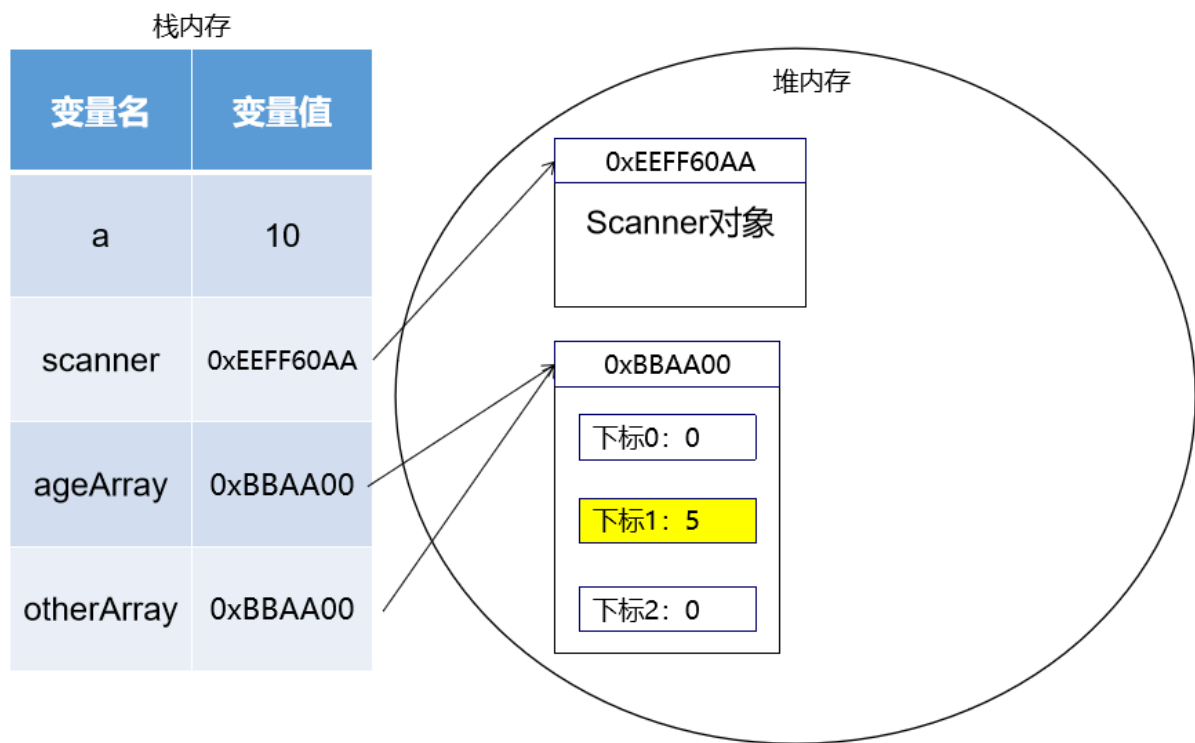 栈内存
变量名 变量值
a 10
scanner 0xEEFF60AA
ageArray 0xBBAA00
otherArray 0xBBAA00
堆内存
0xEEFF60AA
Scanner对象
0xBBAA00
下标0：0
下标1：5
下标2：0